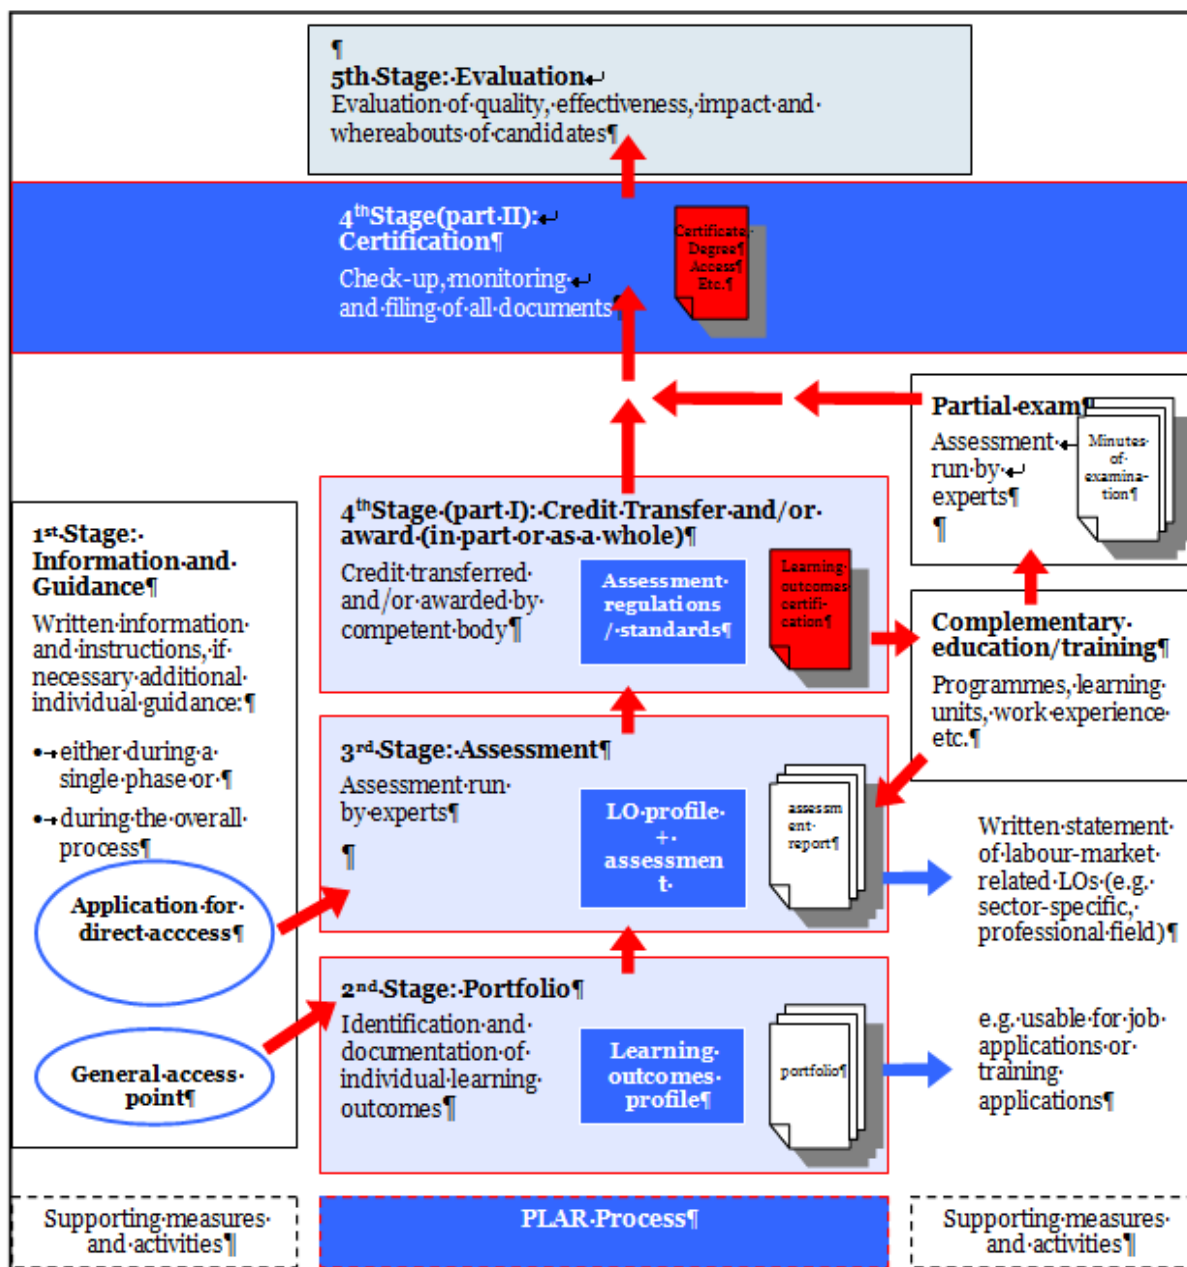 ¶
5th·Stage:·Evaluation↵
Evaluation·of·quality,·effectiveness,·impact·and·
whereabouts·of·candidates¶
4thStage(part·II):↵
Certification¶
Check-up,·monitoring·↵
and·filing·of·all·documents¶
Certificate,·
Degree¶
Access¶
Etc.¶
Partial·exam¶
Assessment·↵
run·by·↵
experts¶
¶
Minutes·
of·
examina-
tion¶
1st·Stage:·
Information·and·
Guidance¶
Written·information·
and·instructions,·if·
necessary·additional·
individual·guidance:¶
•→either·during·a·
single·phase·or·¶
•→during·the·overall·
process¶
Application·for·
direct·acccess¶
General·access·
point¶
4thStage·(part·I):·Credit·Transfer·and/or·
award·(in·part·or·as·a·whole)¶
Credit·transferred·
and/or·awarded·by·
competent·body¶
Assessment·
regulations·
/·standards¶
Learning·
outcomes·
certifi-
cation¶
Complementary·
education/training¶
Programmes,·learning·
units,·work·experience·
etc.¶
3rd·Stage:·Assessment¶
Assessment·run·
by·experts¶
¶
LO·profile·
+·
assessmen
t·
assessm
ent·
report¶
Written·statement·
of·labour-market·
related·LOs·(e.g.·
sector-specific,·
professional·field)¶
2nd·Stage:·Portfolio¶
Identification·and·
documentation·of·
individual·learning·
outcomes¶
Learning·
outcomes·
profile¶
portfolio¶
e.g.·usable·for·job·
applications·or·
training·
applications¶
Supporting·measures·
and·activities¶
PLAR·Process¶
Supporting·measures·
and·activities¶